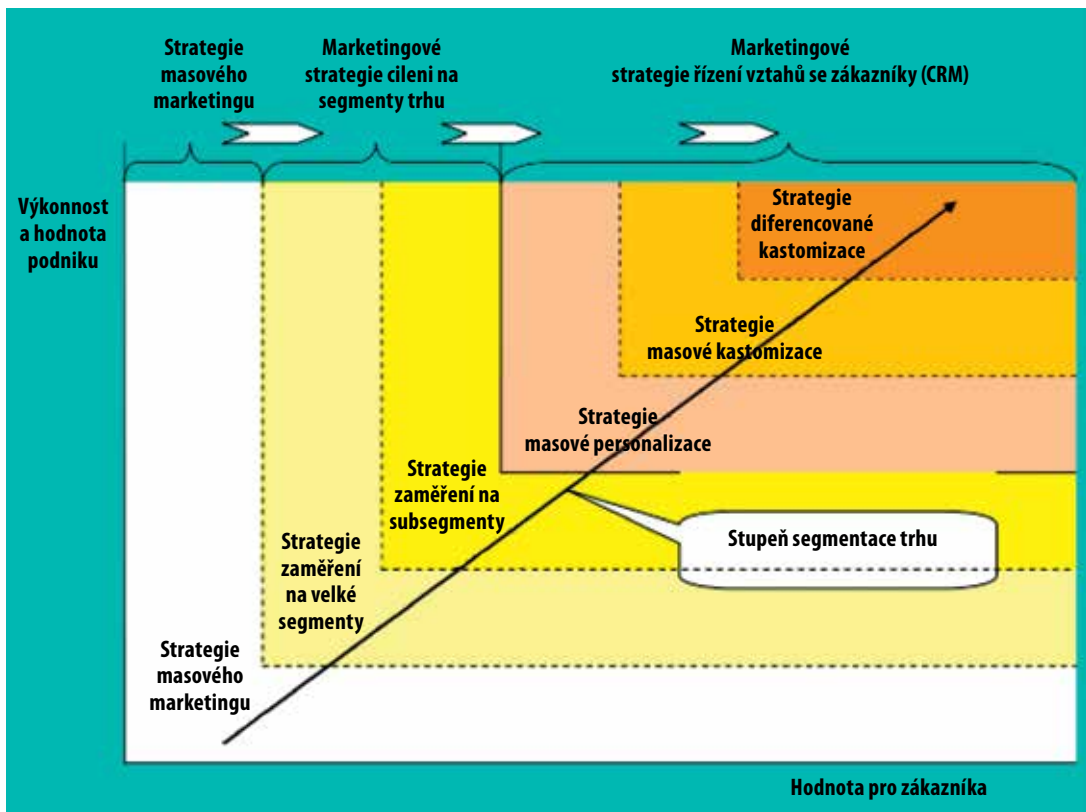 Strategie
masového
marketingu
Marketingové
strategie cileni na
segmenty trhu
Marketingové
strategie řízení vztahů se zákazníky (CRM)
Výkonnost
a hodnota
podniku
Strategie
diferencované
kastomizace
Strategie
masové kastomizace
Strategie
masové personalizace
Strategie
zaměření na
subsegmenty
Stupeň segmentace trhu
Strategie
zaměření
na velké
segmenty
Strategie
masového
marketingu
Hodnota pro zákazníka